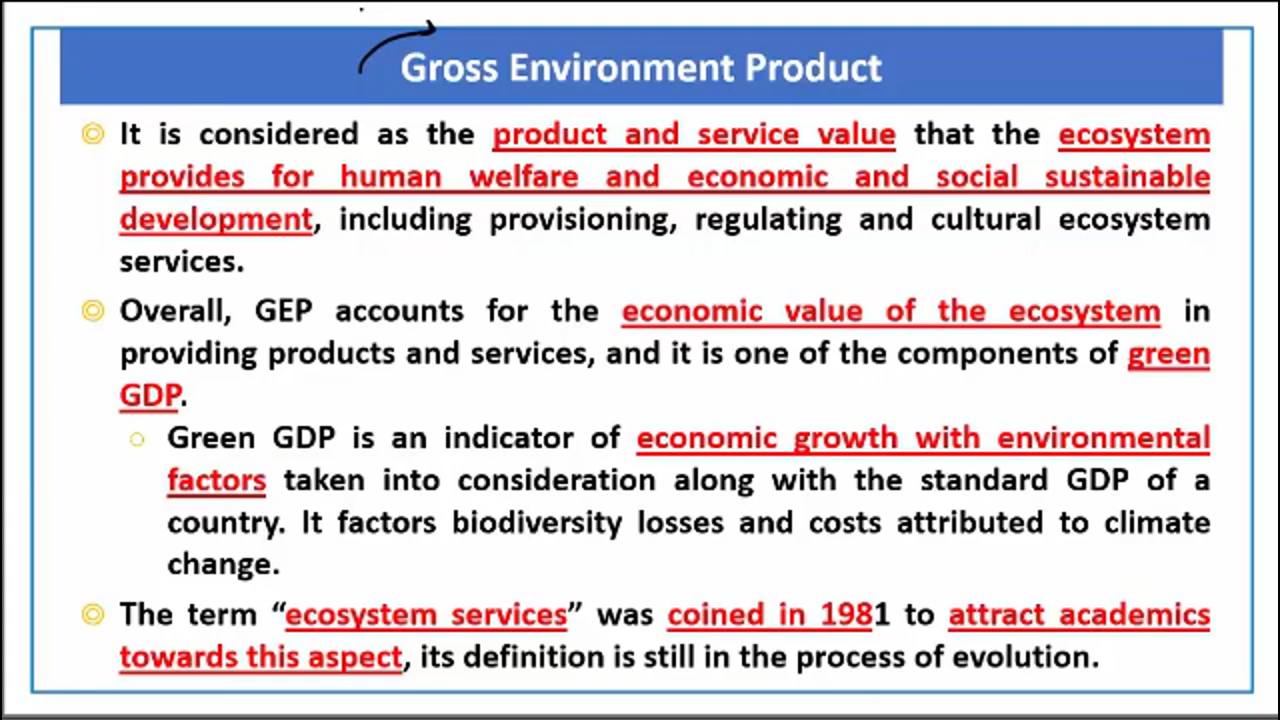 Gross Environment Product
It is considered as the product and service value that the ecosystem
provides for human welfare and economic and social sustainable
development, including provisioning, regulating and cultural ecosystem
services.
Overall, GEP accounts for the economic value of the ecosystem in
providing products and services, and it is one of the components of green
GDP.
Green GDP is an indicator of economic growth with environmental
factors taken into consideration along with the standard GDP of a
country. It factors biodiversity losses and costs attributed to climate
change.
The term “ecosystem services” was coined in 1981 to attract academics
towards this aspect, its definition is still in the process of evolution.